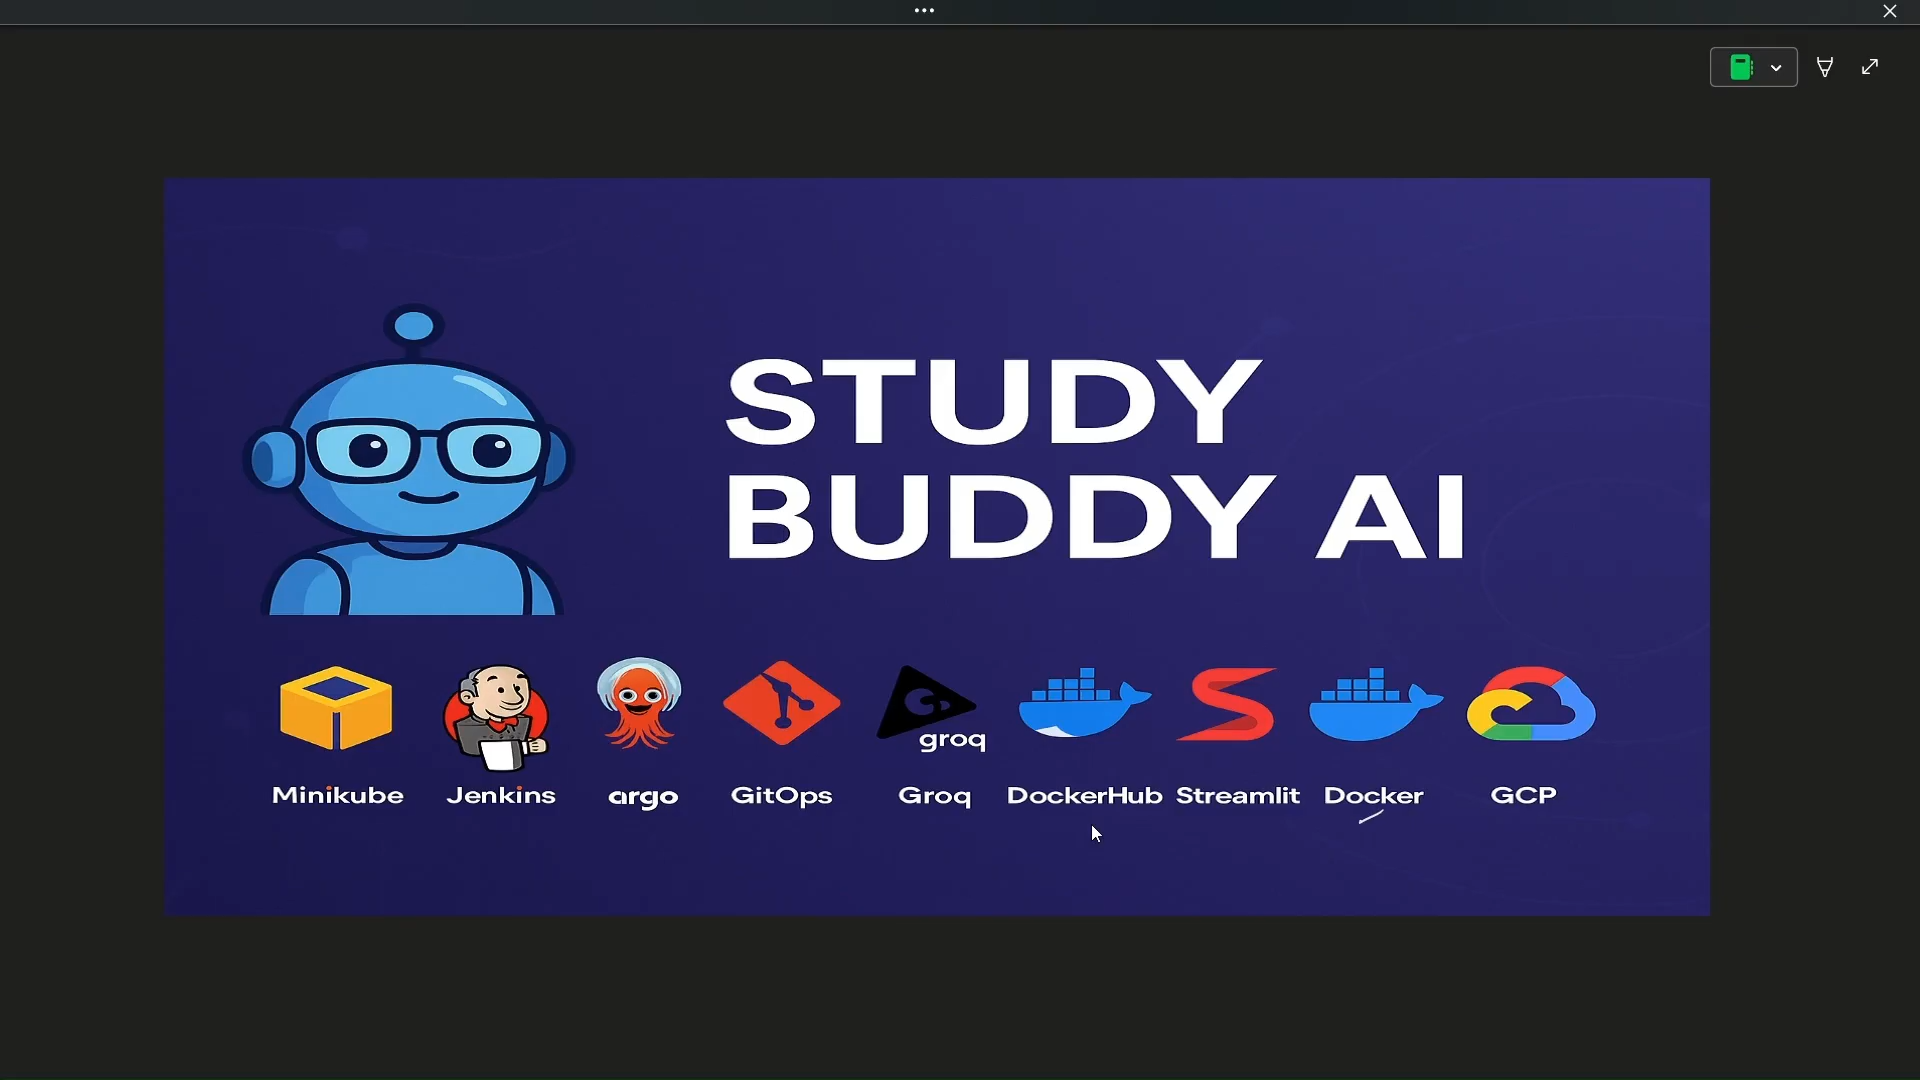 STUDY
BUDDY AI
groq
Minikube Jenkins argo GitOps Groq DockerHub Streamlit Docker GCP